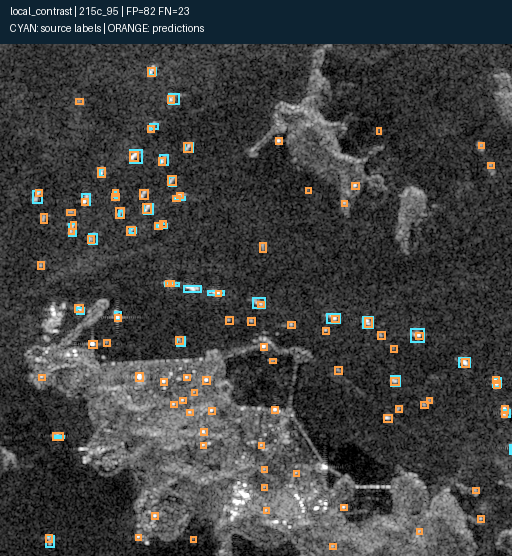 local_contrast | 215c_95 | FP=82 FN=23
CYAN: source labels | ORANGE: predictions